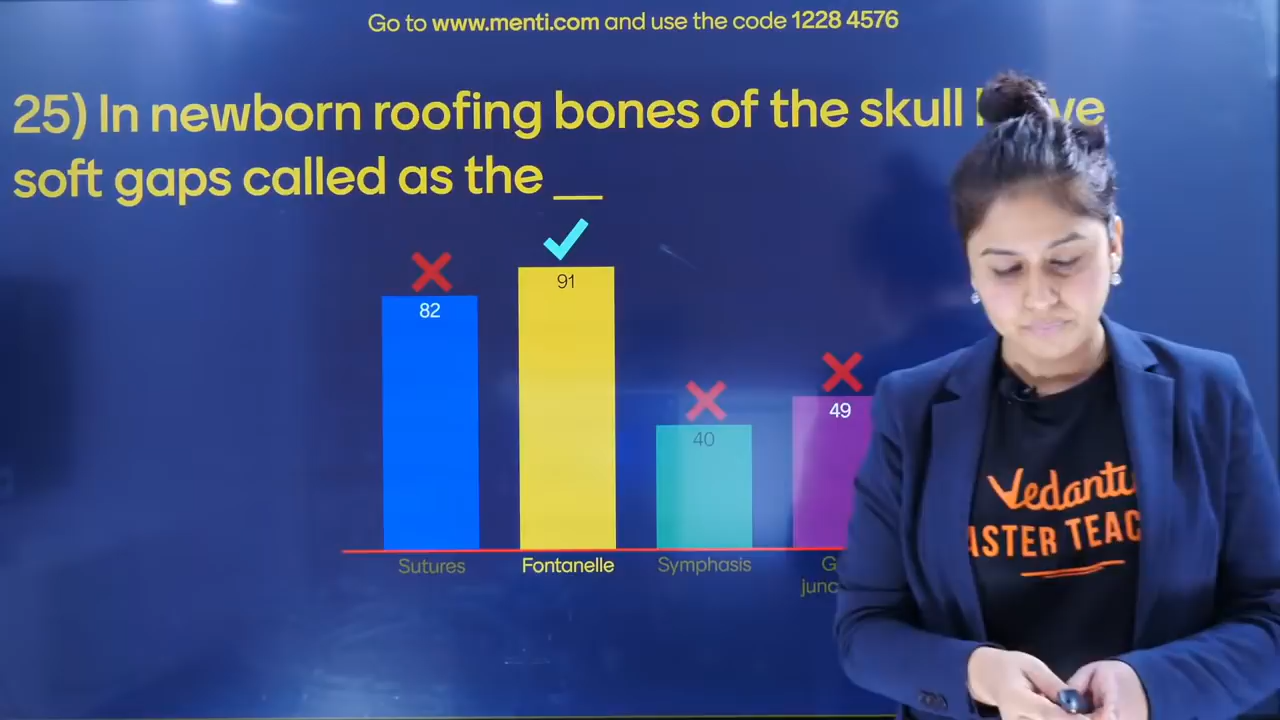 Go to www.menti.com and use the code 1228 4576
25) In newborn roofing bones of the skull
soft gaps called as the __
82
91
40
49
Sutures
Fontanelle
Symphasis
Vedantu
TEAC